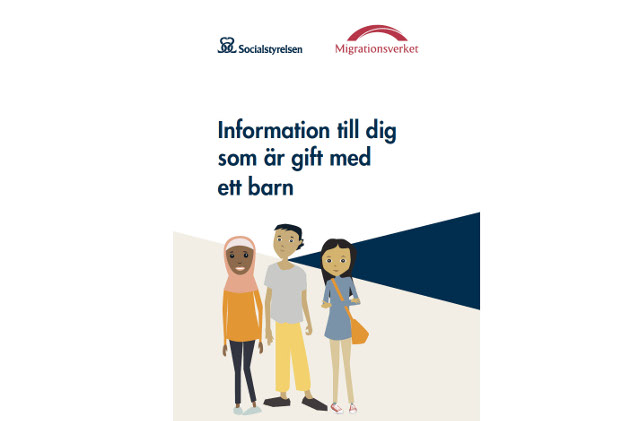 Socialstyrelsen
Migrationsverket
Information till dig
som är gift med
ett barn